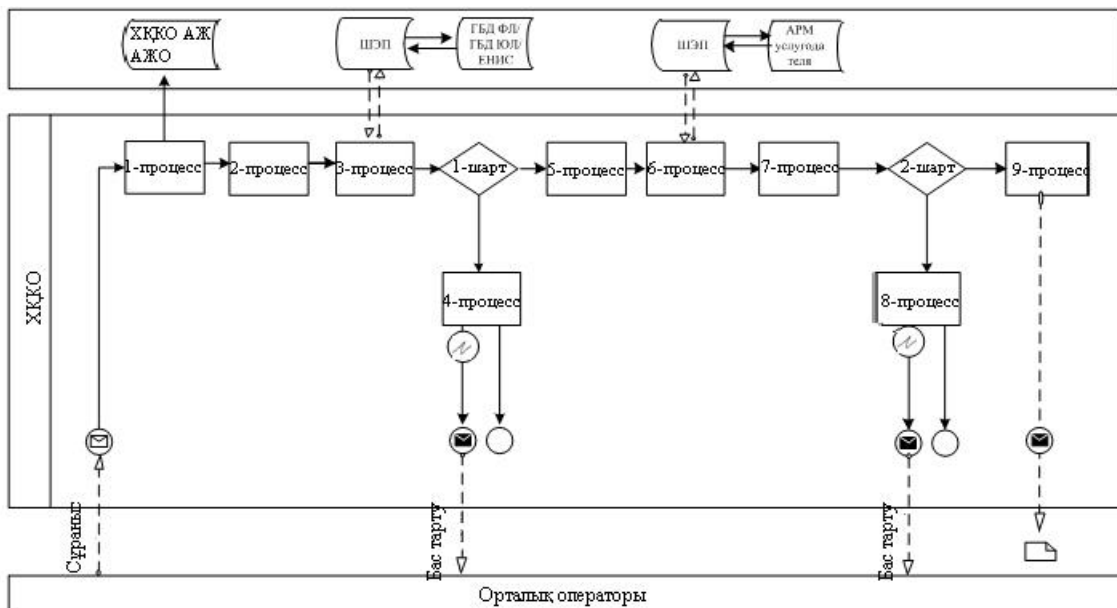 ХҚКО АЖ
АЖО
ШЭП
ГБД ФЛ/
ГБД ЮЛ/
ЕНИС
ШЭП
АРМ
услугода
теля
ХҚКО
1-процесс
2-процесс
3-процесс
1-шарт
5-процесс
6-процесс
7-процесс
2-шарт
9-процесс
4-процесс
8-процесс
Сұраныс
Бас тарту
Бас тарту
Орталық операторы